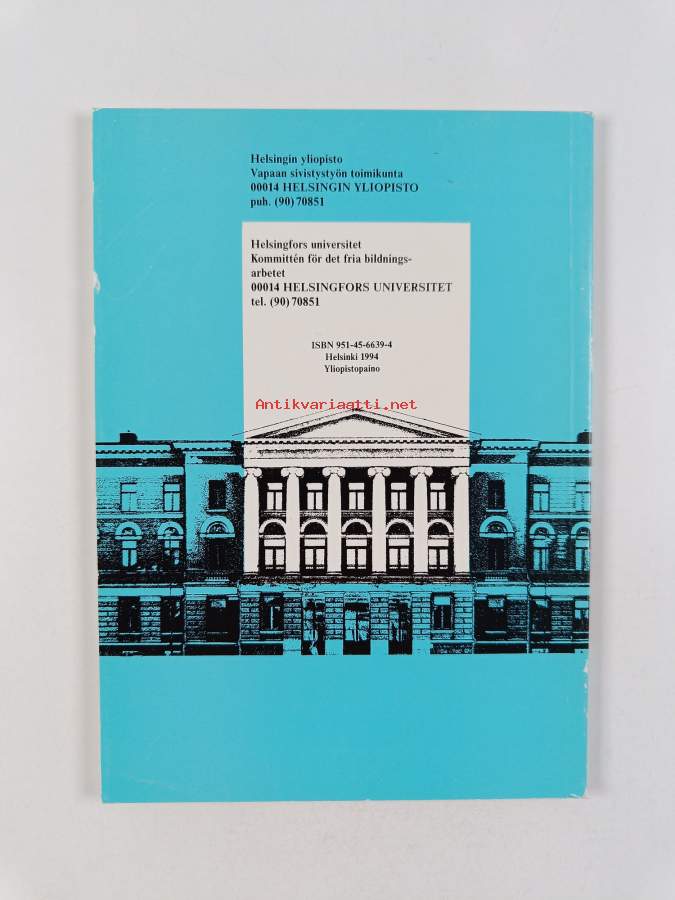 Helsingin yliopisto
Vapaan sivistystyön toimikunta
00014 HELSINGIN YLIOPISTO
puh. (90) 70851
Helsingfors universitet
Kommittén för det fria bildnings-
arbetet
00014 HELSINGFORS UNIVERSITET
tel. (90) 70851
ISBN 951-45-6639-4
Helsinki 1994
Yliopistopaino
Antikvariaatti.net